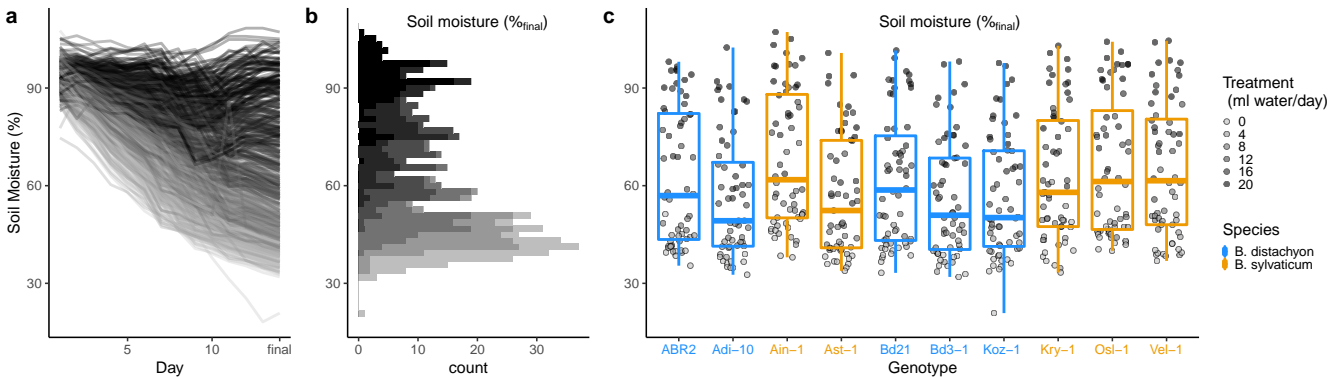 a
Soil Moisture (%)
90
60
30
5
10
final
Day
b
Soil moisture (%final)
90
60
30
0
10
20
30
count
c
Soil moisture (%final)
90
60
30
ABR2
Adi−10
Ain−1
Ast−1
Bd21
Bd3−1
Koz−1
Kry−1
Osl−1
Vel−1
Genotype
Treatment
(ml water/day)
0
4
8
12
16
20
Species
B. distachyon
B. sylvaticum